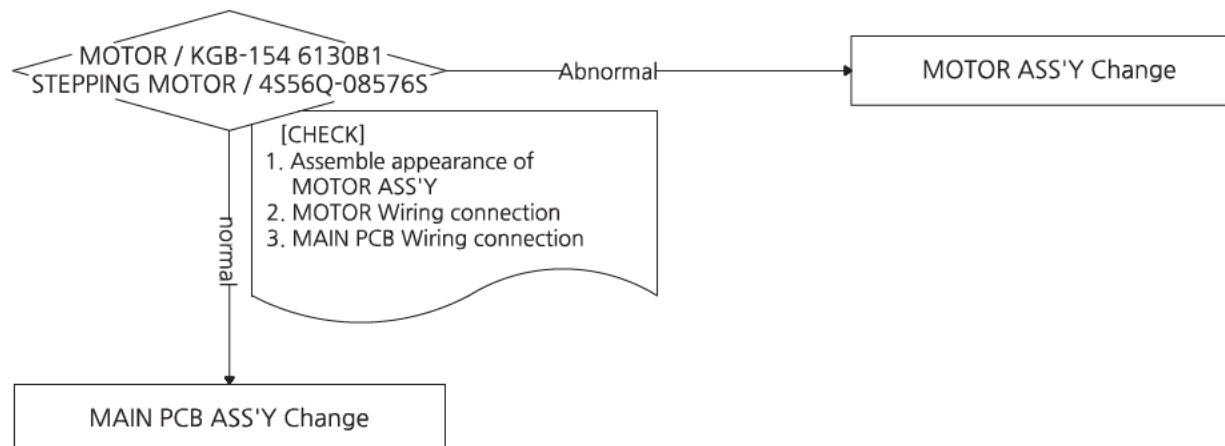 MOTOR / KGB-154 6130B1
STEPPING MOTOR / 4S56Q-08576S
Abnormal
MOTOR ASS'Y Change
[CHECK]
1. Assemble appearance of
MOTOR ASS'Y
2. MOTOR Wiring connection
3. MAIN PCB Wiring connection
normal
MAIN PCB ASS'Y Change